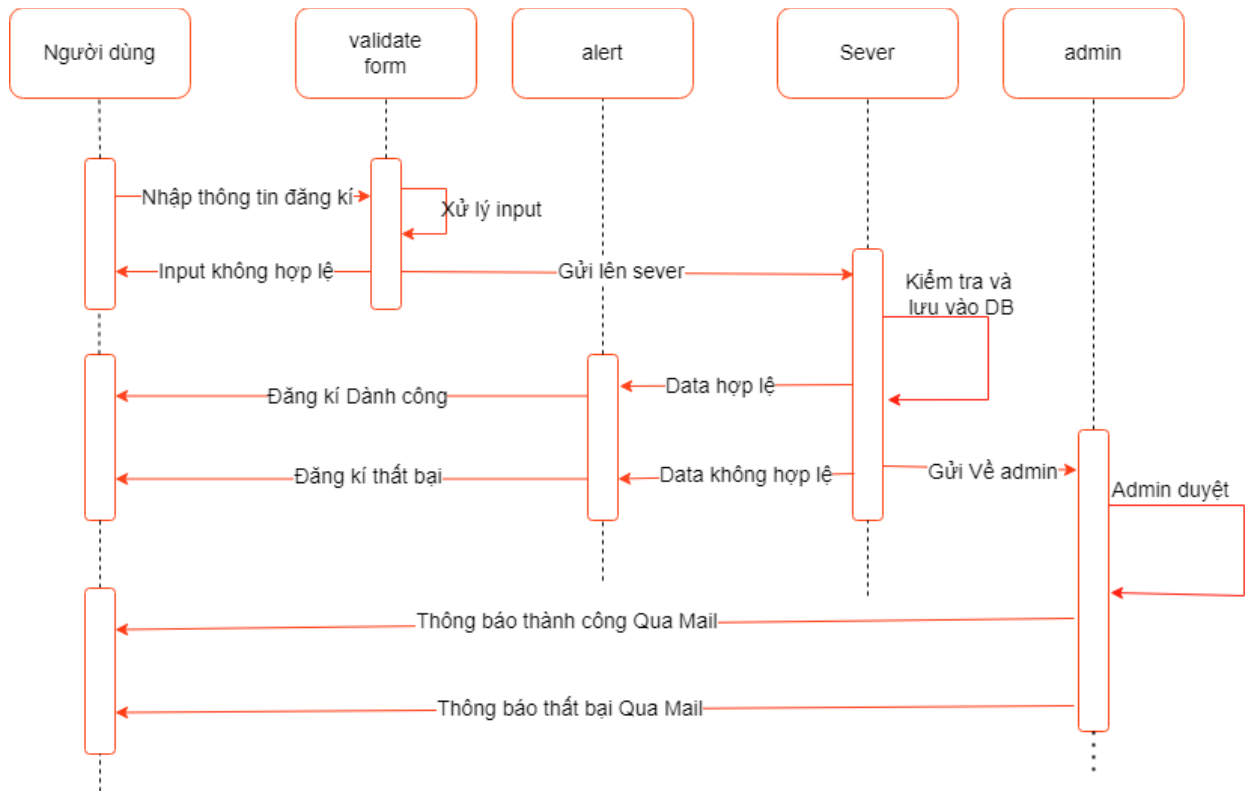 Người dùng
validate
form
alert
Sever
admin
Nhập thông tin đăng kí
Xử lý input
Input không hợp lệ
Gửi lên sever
Kiểm tra và
lưu vào DB
Data hợp lệ
Đăng kí Dành công
Đăng kí thất bại
Data không hợp lệ
Gửi Về admin
Admin duyệt
Thông báo thành công Qua Mail
Thông báo thất bại Qua Mail